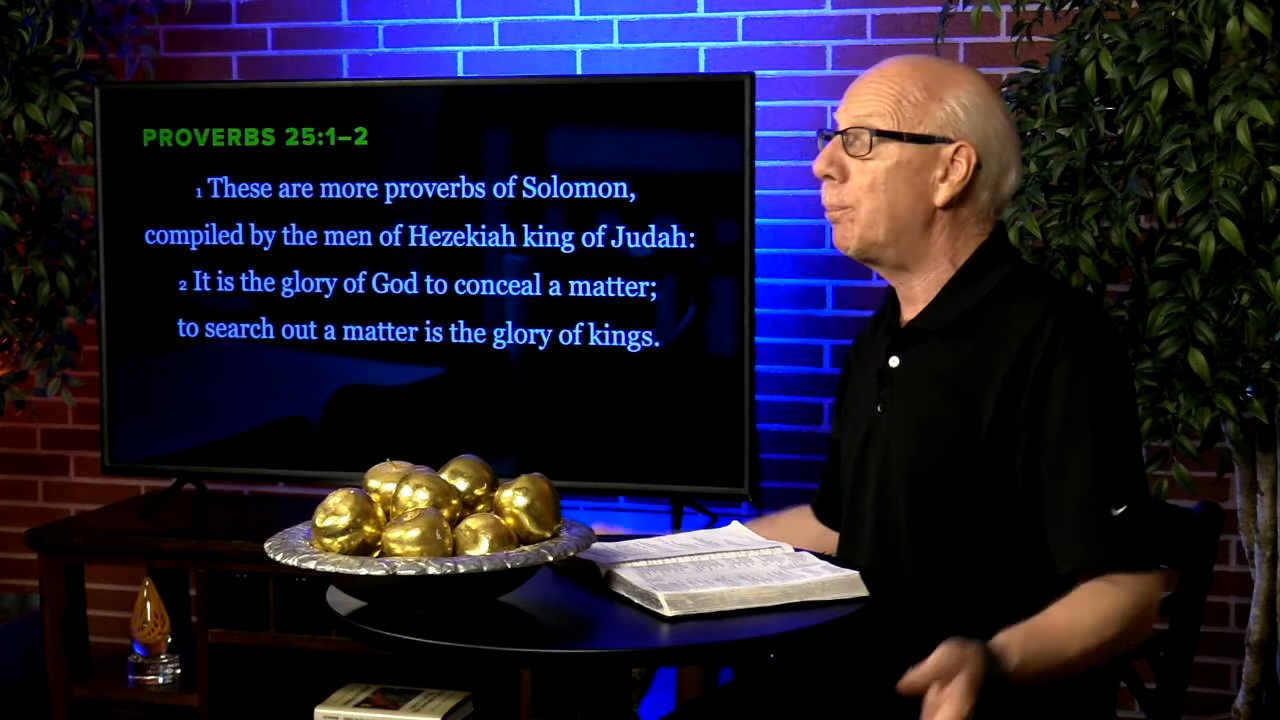 PROVERBS 25:1–2
1 These are more proverbs of Solomon,
compiled by the men of Hezekiah king of Judah:
2 It is the glory of God to conceal a matter;
to search out a matter is the glory of kings.